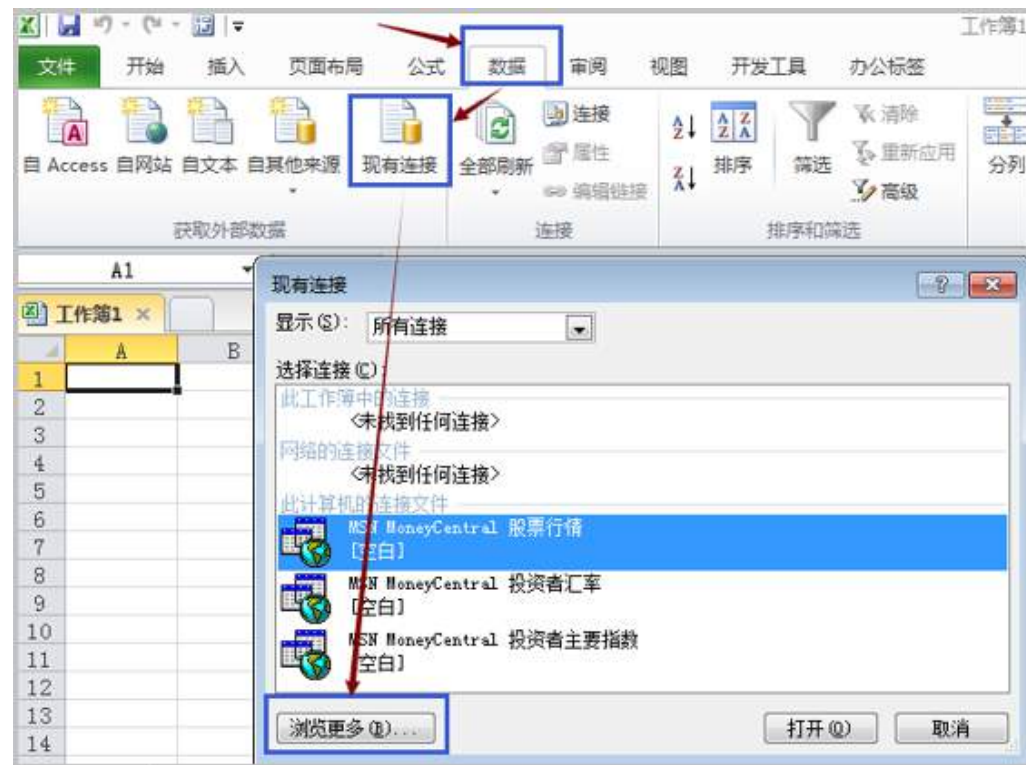 工作簿1
文件 开始 插入 页面布局 公式 数据 审阅 视图 开发工具 办公标签
自 Access 自网站 自文本 自其他来源 现有连接 全部刷新 连接 属性 编辑链接 排序 筛选 清除 重新应用 高级 分列
获取外部数据 连接 排序和筛选
A1
工作簿1
A B
现有连接
显示(S): 所有连接
选择连接(C):
此工作簿中的连接
<未找到任何连接>
网络的连接文件
<未找到任何连接>
此计算机的连接文件
MSN MoneyCentral 股票行情
[空白]
MSN MoneyCentral 投资者汇率
[空白]
MSN MoneyCentral 投资者主要指数
[空白]
浏览更多(B)... 打开(O) 取消
1
2
3
4
5
6
7
8
9
10
11
12
13
14